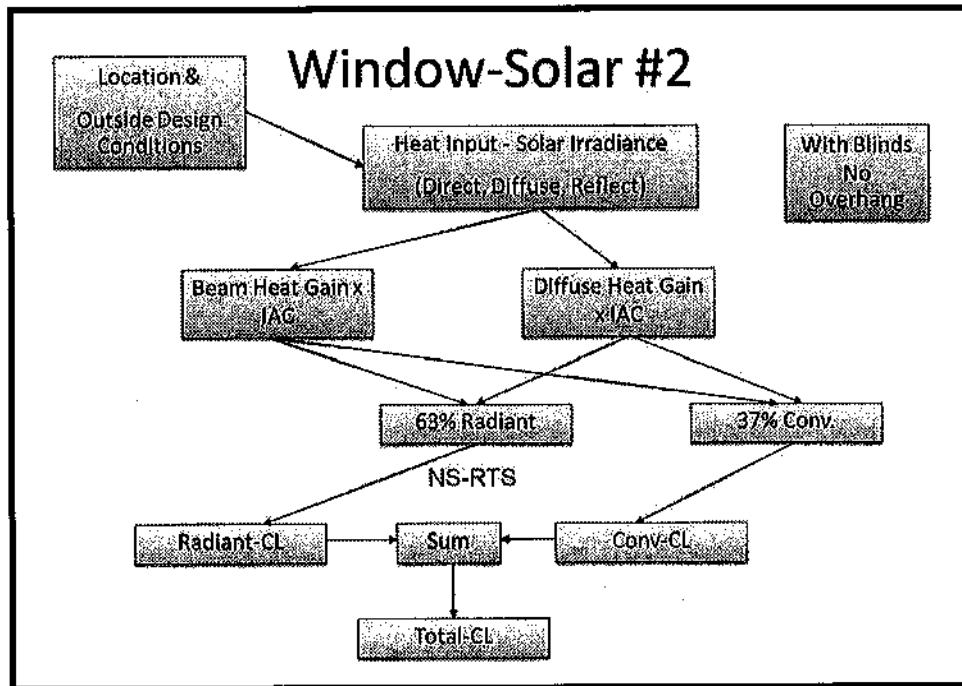 Window-Solar #2
Location &
Outside Design
Conditions
Heat Input - Solar Irradiance
(Direct, Diffuse, Reflect)
With Blinds
No
Overhang
Beam Heat Gain x
IAC
Diffuse Heat Gain
x IAC
63% Radiant
37% Conv.
NS-RTS
Radiant-CL
Sum
Conv-CL
Total-CL